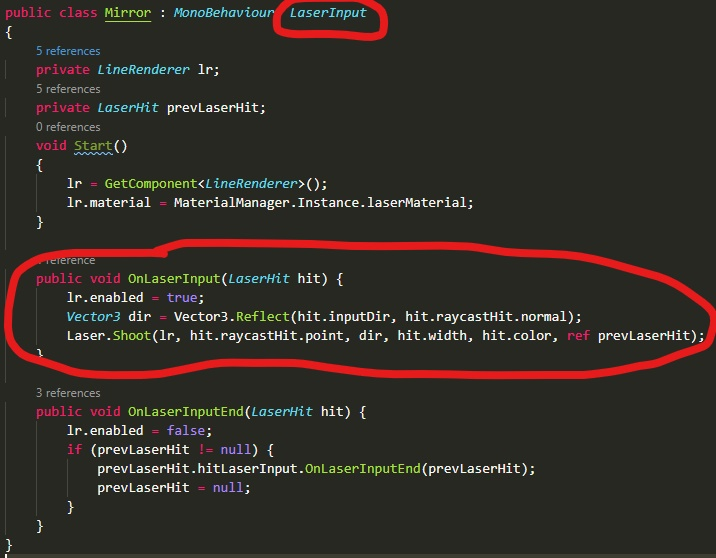 public class Mirror : MonoBehaviour LaserInput
{
5 references
private LineRenderer lr;
5 references
private LaserHit prevLaserHit;
0 references
void Start()
{
lr = GetComponent<LineRenderer>();
lr.material = MaterialManager.Instance.laserMaterial;
}
reference
public void OnLaserInput(LaserHit hit) {
lr.enabled = true;
Vector3 dir = Vector3.Reflect(hit.inputDir, hit.raycastHit.normal);
Laser.Shoot(lr, hit.raycastHit.point, dir, hit.width, hit.color, ref prevLaserHit);
}
3 references
public void OnLaserInputEnd(LaserHit hit) {
lr.enabled = false;
if (prevLaserHit != null) {
prevLaserHit.hitLaserInput.OnLaserInputEnd(prevLaserHit);
prevLaserHit = null;
}
}
}